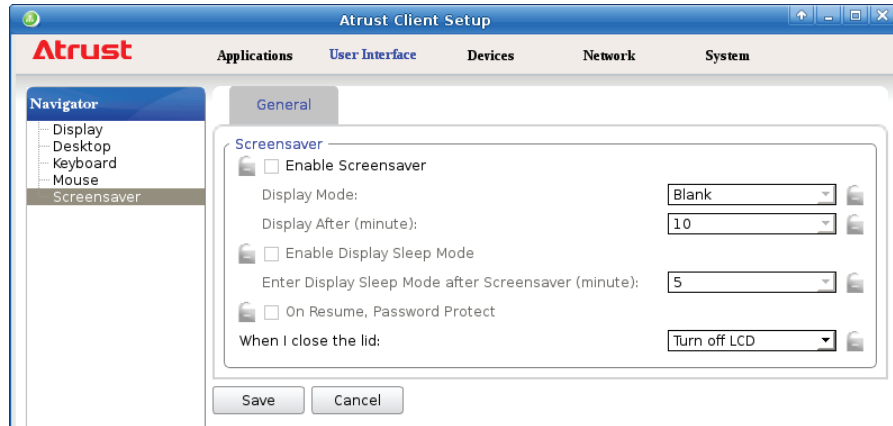 Atrust Client Setup
Atrust Applications User Interface Devices Network System
Navigator
Display
Desktop
Keyboard
Mouse
Screensaver
General
Screensaver
Enable Screensaver
Display Mode: Blank
Display After (minute): 10
Enable Display Sleep Mode
Enter Display Sleep Mode after Screensaver (minute): 5
On Resume, Password Protect
When I close the lid: Turn off LCD
Save Cancel